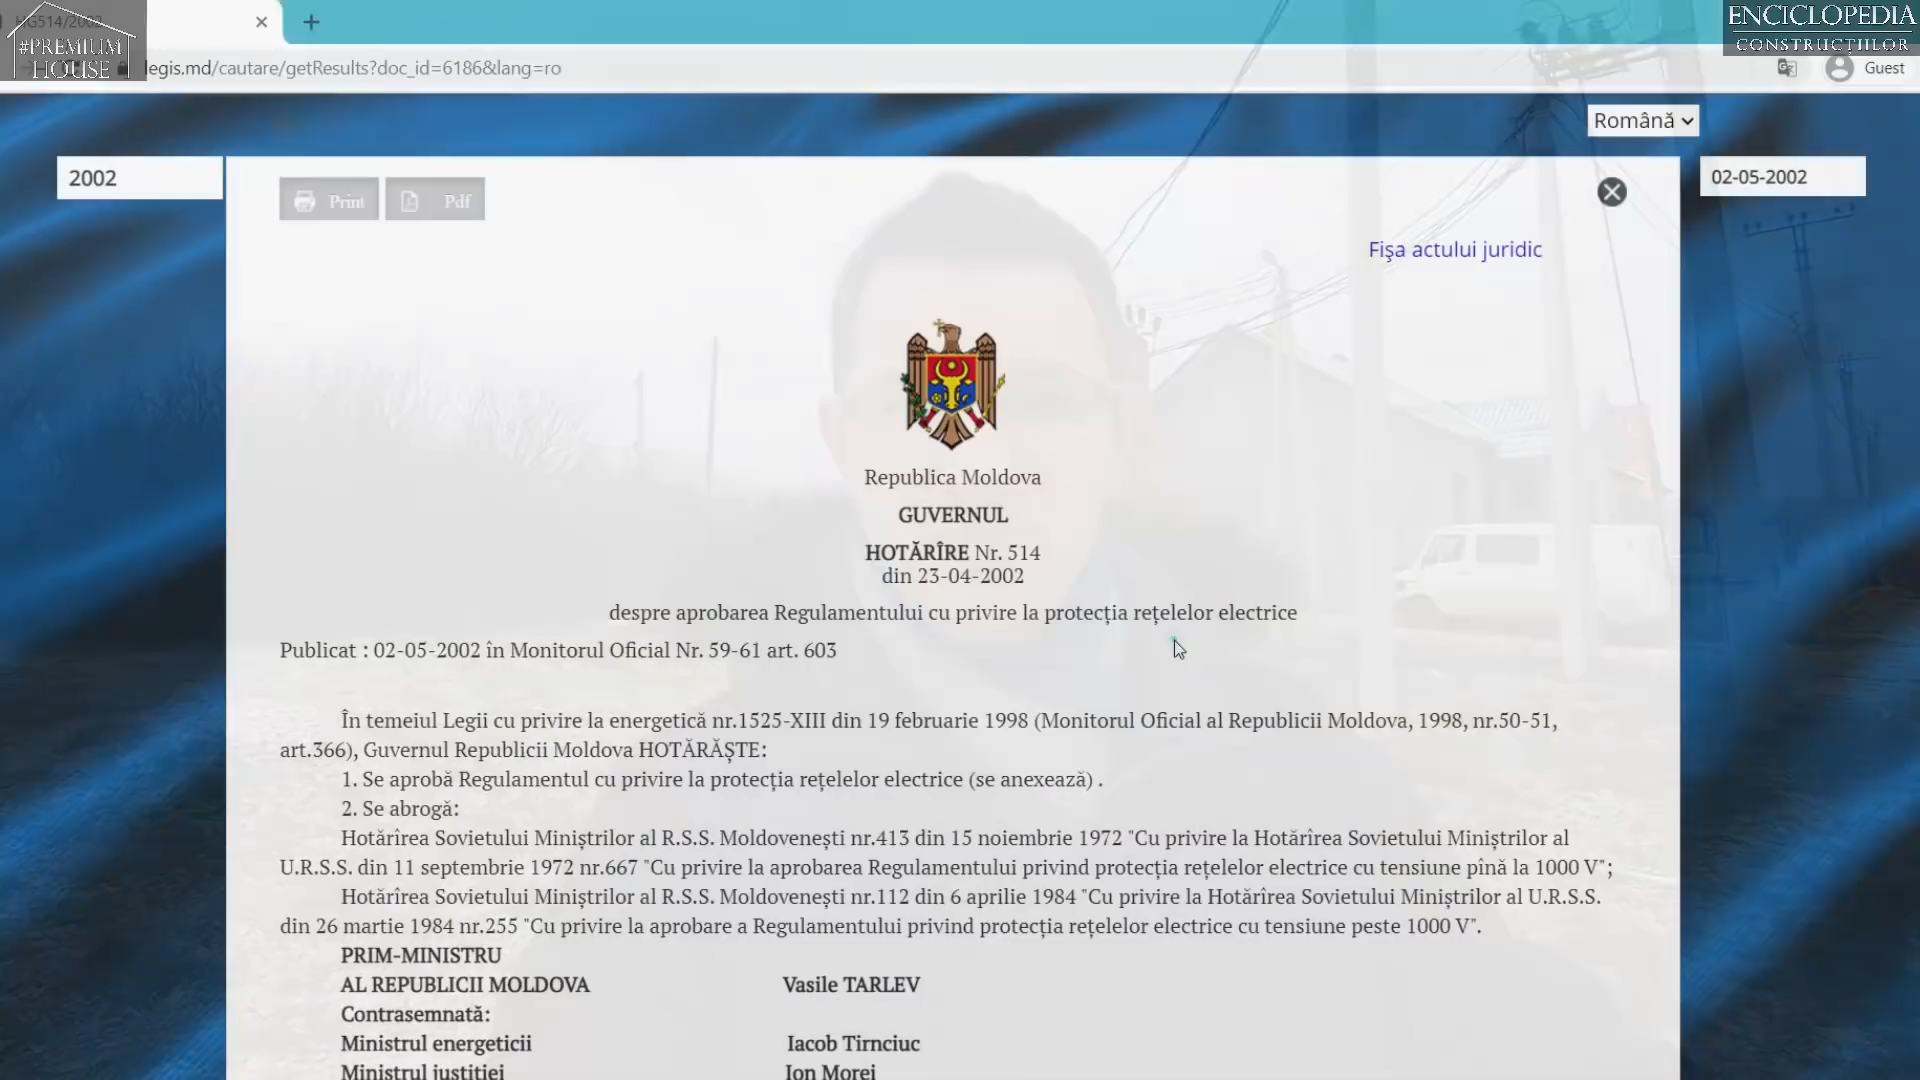 HG514/2002
#PREMIUM
HOUSE
ENCICLOPEDIA
CONSTRUCȚIILOR
legis.md/cautare/getResults?doc_id=6186&lang=ro
Guest
Română
2002
02-05-2002
Print
Pdf
Fişa actului juridic
Republica Moldova
GUVERNUL
HOTĂRÎRE Nr. 514
din 23-04-2002
despre aprobarea Regulamentului cu privire la protecția rețelelor electrice
Publicat : 02-05-2002 în Monitorul Oficial Nr. 59-61 art. 603
În temeiul Legii cu privire la energetică nr.1525-XIII din 19 februarie 1998 (Monitorul Oficial al Republicii Moldova, 1998, nr.50-51,
art.366), Guvernul Republicii Moldova HOTĂRĂȘTE:
1. Se aprobă Regulamentul cu privire la protecția rețelelor electrice (se anexează) .
2. Se abrogă:
Hotărîrea Sovietului Miniștrilor al R.S.S. Moldovenești nr.413 din 15 noiembrie 1972 "Cu privire la Hotărîrea Sovietului Miniștrilor al
U.R.S.S. din 11 septembrie 1972 nr.667 "Cu privire la aprobarea Regulamentului privind protecția rețelelor electrice cu tensiune pînă la 1000 V";
Hotărîrea Sovietului Miniștrilor al R.S.S. Moldovenești nr.112 din 6 aprilie 1984 "Cu privire la Hotărîrea Sovietului Miniștrilor al U.R.S.S.
din 26 martie 1984 nr.255 "Cu privire la aprobare a Regulamentului privind protecția rețelelor electrice cu tensiune peste 1000 V".
PRIM-MINISTRU
AL REPUBLICII MOLDOVA Vasile TARLEV
Contrasemnată:
Ministrul energeticii Iacob Tirnciuc
Ministrul justiției Ion Morei